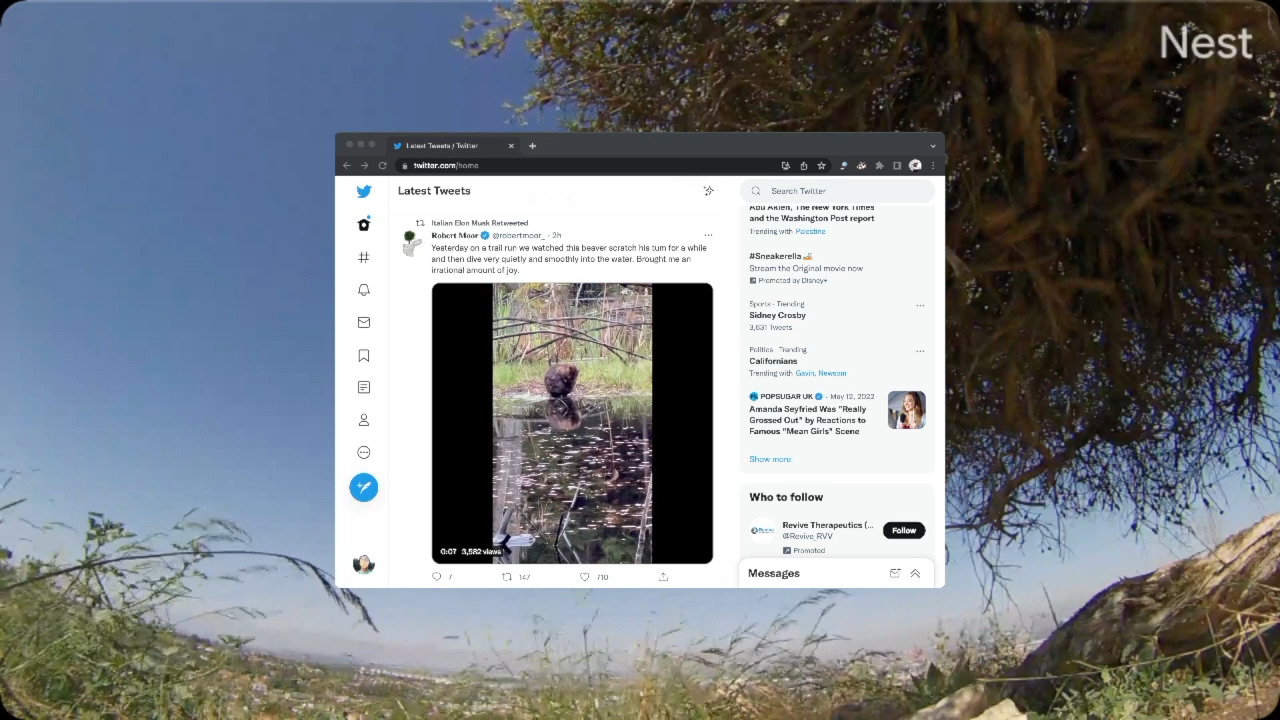 Nest
Latest Tweets / Twitter
twitter.com/home
Latest Tweets
Italian Elon Musk Retweeted
Robert Moor @robertmoor_ · 2h
Yesterday on a trail run we watched this beaver scratch his tum for a while
and then dive very quietly and smoothly into the water. Brought me an
irrational amount of joy.
0:07 3,582 views
7 147 710
Search Twitter
Abu Akleh, The New York Times
and the Washington Post report
Trending with Palestine
#Sneakerella
Stream the Original movie now
Promoted by Disney+
Sports · Trending
Sidney Crosby
3,631 Tweets
Politics · Trending
Californians
Trending with Gavin, Newsom
POPSUGAR UK · May 12, 2022
Amanda Seyfried Was "Really
Grossed Out" by Reactions to
Famous "Mean Girls" Scene
Show more
Who to follow
Revive Therapeutics (...
@Revive_RVV
Promoted
Follow
Messages